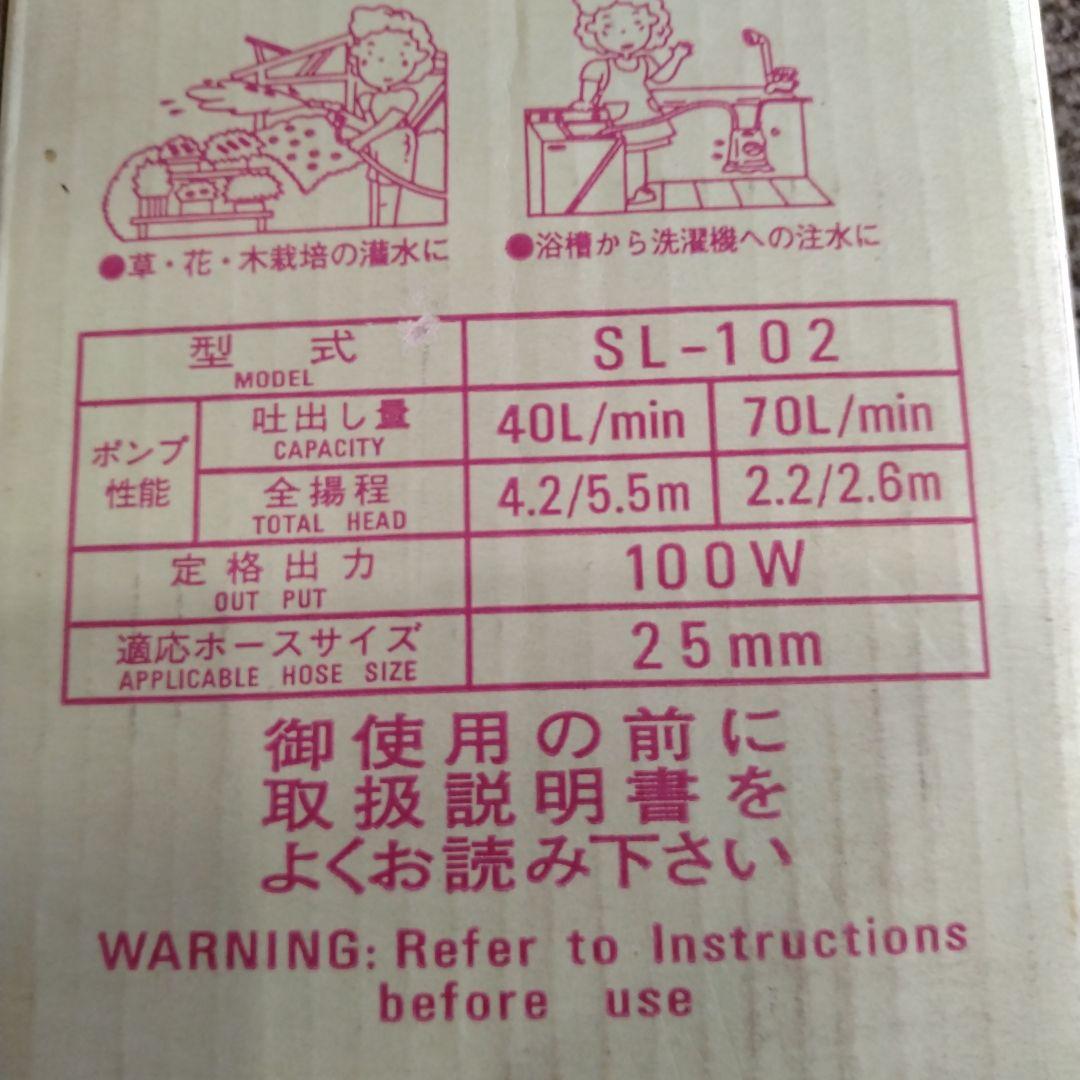 ●草・花・木栽培の灌水に
●浴槽から洗濯機への注水に
型 式
MODEL
SL-102
ポンプ
性能
吐出し量
CAPACITY
40L/min
70L/min
全揚程
TOTAL HEAD
4.2/5.5m
2.2/2.6m
定格出力
OUT PUT
100W
適応ホースサイズ
APPLICABLE HOSE SIZE
25mm
御使用の前に
取扱説明書を
よくお読み下さい
WARNING: Refer to Instructions
before use